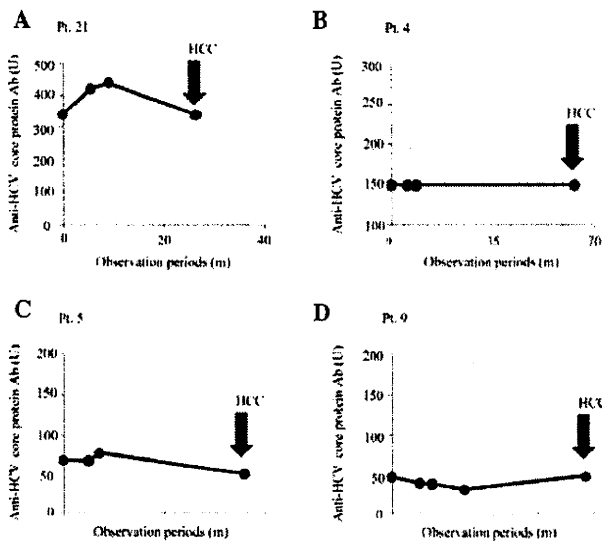 A
Pt. 21
HCC
Anti-HCV core protein Ab (U)
500
400
300
200
100
0
0
20
40
Observation periods (m)
B
Pt. 4
HCC
Anti-HCV core protein Ab (U)
300
250
200
150
100
0
35
70
Observation periods (m)
C
Pt. 5
HCC
Anti-HCV core protein Ab (U)
200
150
100
50
0
Observation periods (m)
D
Pt. 9
HCC
Anti-HCV core protein Ab (U)
200
150
100
50
0
Observation periods (m)